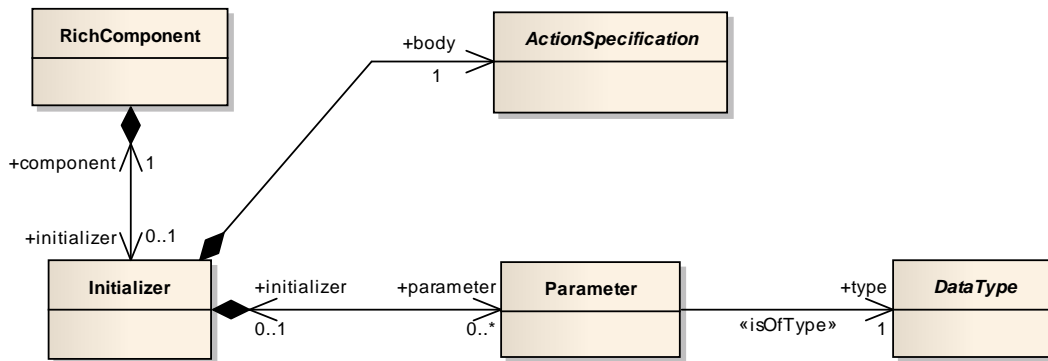 RichComponent
ActionSpecification
+body
1
+component
1
+initializer
0..1
Initializer
+initializer
0..1
+parameter
0..*
Parameter
+type
«isOfType»
1
DataType